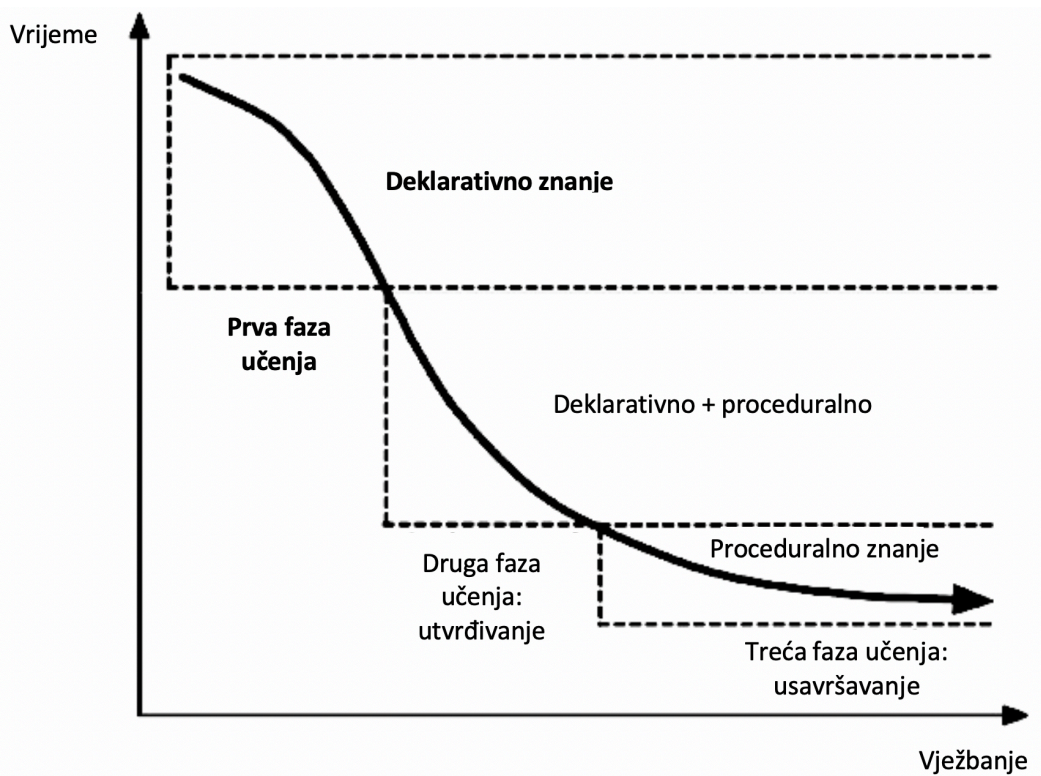 Vrijeme
Deklarativno znanje
Prva faza
učenja
Deklarativno + proceduralno
Druga faza
učenja:
utvrđivanje
Proceduralno znanje
Treća faza učenja:
usavršavanje
Vježbanje